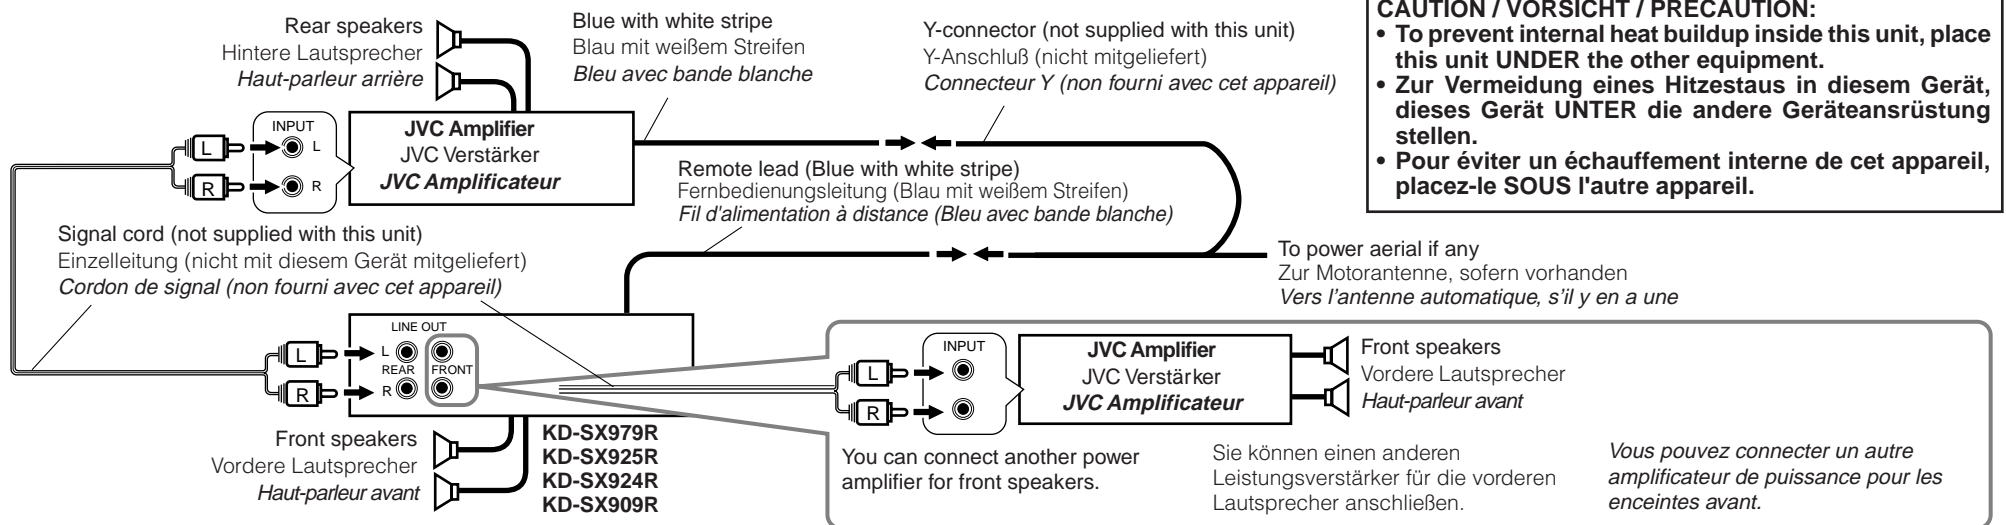 Rear speakers
Hintere Lautsprecher
Haut-parleur arrière
Blue with white stripe
Blau mit weißem Streifen
Bleu avec bande blanche
Y-connector (not supplied with this unit)
Y-Anschluß (nicht mitgeliefert)
Connecteur Y (non fourni avec cet appareil)
CAUTION / VORSICHT / PRECAUTION:
• To prevent internal heat buildup inside this unit, place
this unit UNDER the other equipment.
• Zur Vermeidung eines Hitzestaus in diesem Gerät,
dieses Gerät UNTER die andere Geräteansrüstung
stellen.
• Pour éviter un échauffement interne de cet appareil,
placez-le SOUS l'autre appareil.
INPUT
L
L
R
R
JVC Amplifier
JVC Verstärker
JVC Amplificateur
Remote lead (Blue with white stripe)
Fernbedienungsleitung (Blau mit weißem Streifen)
Fil d'alimentation à distance (Bleu avec bande blanche)
Signal cord (not supplied with this unit)
Einzelleitung (nicht mit diesem Gerät mitgeliefert)
Cordon de signal (non fourni avec cet appareil)
To power aerial if any
Zur Motorantenne, sofern vorhanden
Vers l'antenne automatique, s'il y en a une
LINE OUT
L
L
REAR
FRONT
R
R
INPUT
L
R
JVC Amplifier
JVC Verstärker
JVC Amplificateur
Front speakers
Vordere Lautsprecher
Haut-parleur avant
Front speakers
Vordere Lautsprecher
Haut-parleur avant
KD-SX979R
KD-SX925R
KD-SX924R
KD-SX909R
You can connect another power
amplifier for front speakers.
Sie können einen anderen
Leistungsverstärker für die vorderen
Lautsprecher anschließen.
Vous pouvez connecter un autre
amplificateur de puissance pour les
enceintes avant.